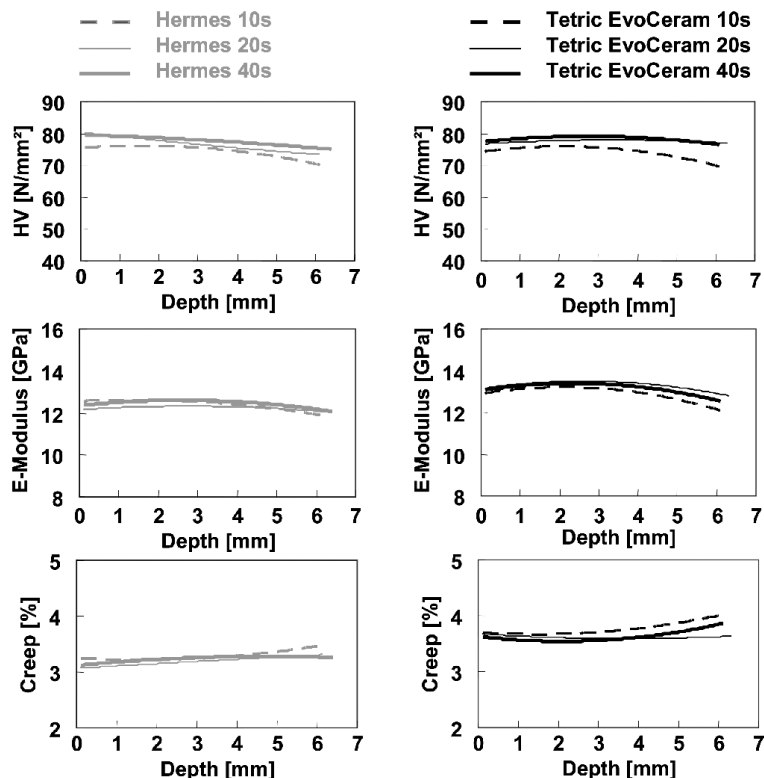 Hermes 10s
Hermes 20s
Hermes 40s
Tetric EvoCeram 10s
Tetric EvoCeram 20s
Tetric EvoCeram 40s
HV [N/mm²]
90
80
70
60
50
40
0 1 2 3 4 5 6 7
Depth [mm]
HV [N/mm²]
90
80
70
60
50
40
0 1 2 3 4 5 6 7
Depth [mm]
E-Modulus [GPa]
16
14
12
10
8
0 1 2 3 4 5 6 7
Depth [mm]
E-Modulus [GPa]
16
14
12
10
8
0 1 2 3 4 5 6 7
Depth [mm]
Creep [%]
5
4
3
2
0 1 2 3 4 5 6 7
Depth [mm]
Creep [%]
5
4
3
2
0 1 2 3 4 5 6 7
Depth [mm]